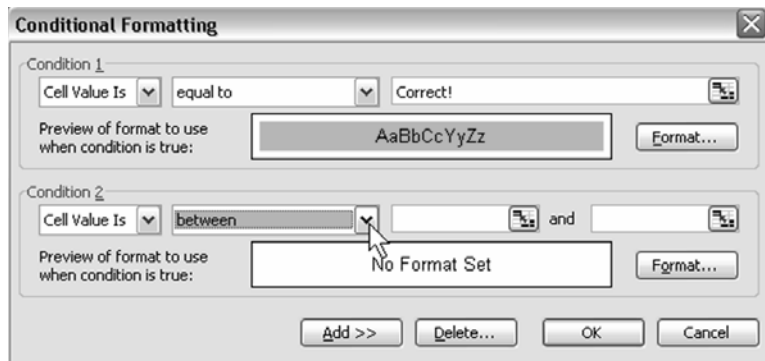 Conditional Formatting
Condition 1
Cell Value Is equal to Correct!
Preview of format to use
when condition is true:
AaBbCcYyZz
Format...
Condition 2
Cell Value Is between and
Preview of format to use
when condition is true:
No Format Set
Format...
Add >> Delete... OK Cancel